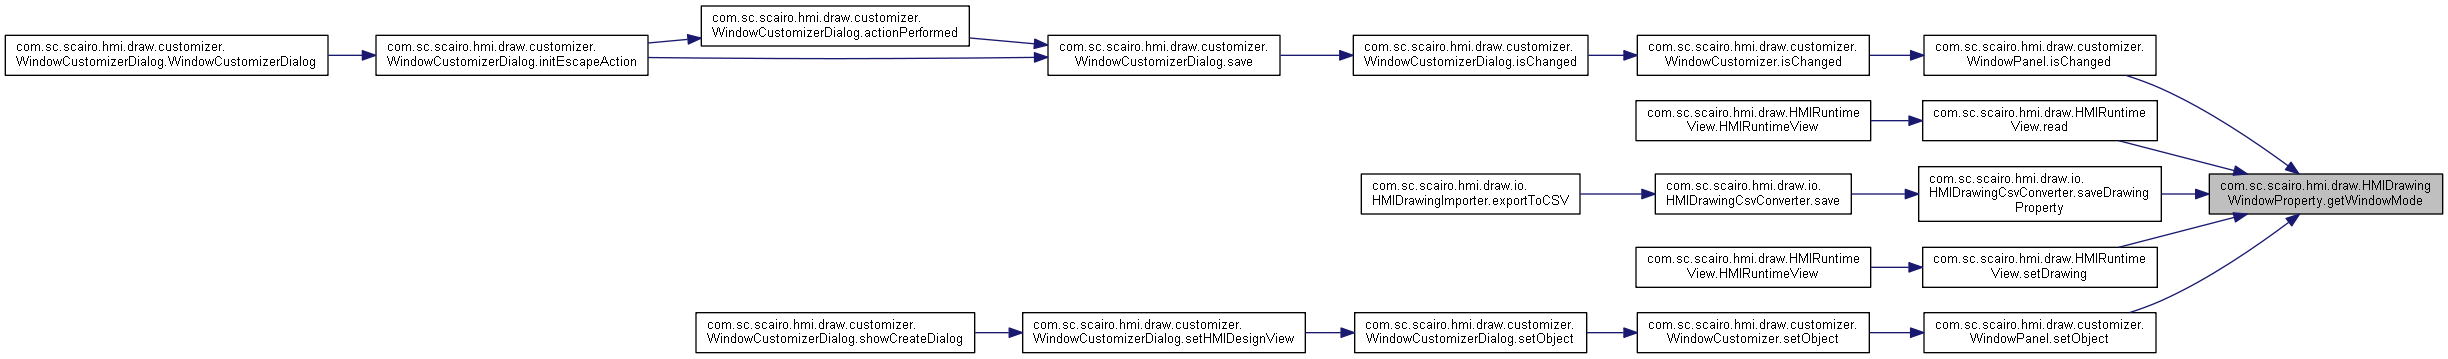 com.sc.scairo.hmi.draw.customizer.
WindowCustomizerDialog.WindowCustomizerDialog
com.sc.scairo.hmi.draw.customizer.
WindowCustomizerDialog.initEscapeAction
com.sc.scairo.hmi.draw.customizer.
WindowCustomizerDialog.actionPerformed
com.sc.scairo.hmi.draw.customizer.
WindowCustomizerDialog.save
com.sc.scairo.hmi.draw.customizer.
WindowCustomizerDialog.isChanged
com.sc.scairo.hmi.draw.customizer.
WindowCustomizer.isChanged
com.sc.scairo.hmi.draw.customizer.
WindowPanel.isChanged
com.sc.scairo.hmi.draw.HMIRuntime
View.HMIRuntimeView
com.sc.scairo.hmi.draw.HMIRuntime
View.read
com.sc.scairo.hmi.draw.io.
HMIDrawingImporter.exportToCSV
com.sc.scairo.hmi.draw.io.
HMIDrawingCsvConverter.save
com.sc.scairo.hmi.draw.io.
HMIDrawingCsvConverter.saveDrawing
Property
com.sc.scairo.hmi.draw.HMIDrawing
WindowProperty.getWindowMode
com.sc.scairo.hmi.draw.HMIRuntime
View.HMIRuntimeView
com.sc.scairo.hmi.draw.HMIRuntime
View.setDrawing
com.sc.scairo.hmi.draw.customizer.
WindowCustomizerDialog.showCreateDialog
com.sc.scairo.hmi.draw.customizer.
WindowCustomizerDialog.setHMIDesignView
com.sc.scairo.hmi.draw.customizer.
WindowCustomizerDialog.setObject
com.sc.scairo.hmi.draw.customizer.
WindowCustomizer.setObject
com.sc.scairo.hmi.draw.customizer.
WindowPanel.setObject